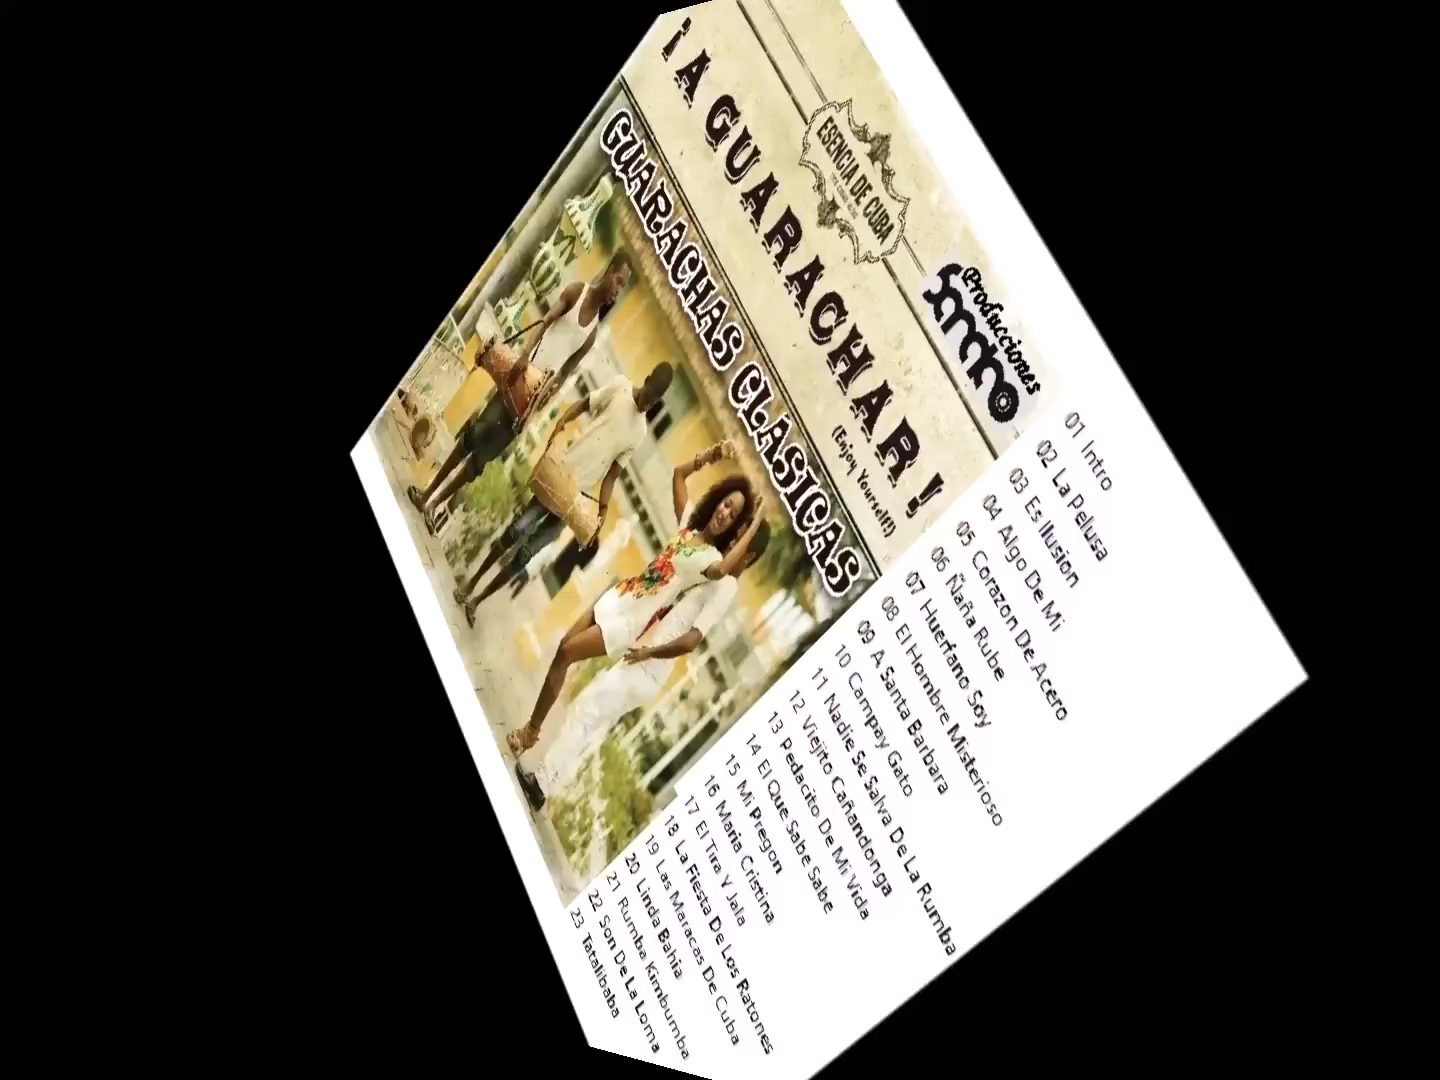 ESENCIA DE CUBA
Producciones
sonaro
¡A GUARACHAR!
(Enjoy Yourself!)
GUARACHAS CLÁSICAS
01 Intro
02 La Pelusa
03 Es Ilusion
04 Algo De Mi
05 Corazon De Acero
06 Ñaña Rube
07 Huerfano Soy
08 El Hombre Misterioso
09 A Santa Barbara
10 Campay Gato
11 Nadie Se Salva De La Rumba
12 Viejito Cañandonga
13 Pedacito De Mi Vida
14 El Que Sabe Sabe
15 Mi Pregon
16 Maria Cristina
17 El Tira Y Jala
18 La Fiesta De Los Ratones
19 Las Maracas De Cuba
20 Linda Bahia
21 Rumba Kimbumba
22 Son De La Loma
23 Tatalibaba